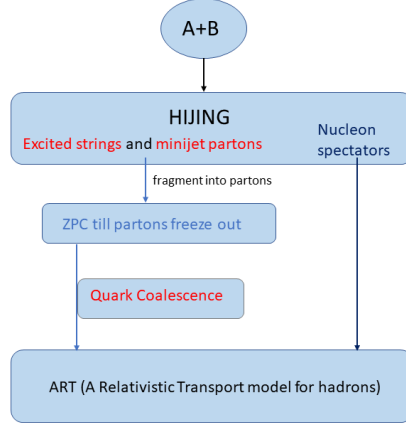 A+B
HIJING
Excited strings and minijet partons
Nucleon
spectators
fragment into partons
ZPC till partons freeze out
Quark Coalescence
ART (A Relativistic Transport model for hadrons)